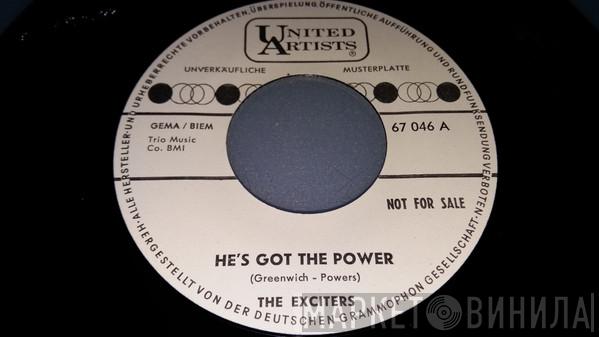 UNITED
ARTISTS
®
UNVERKÄUFLICHE MUSTERPLATTE
GEMA / BIEM
Trio Music
Co. BMI
67 046 A
NOT FOR SALE
HE'S GOT THE POWER
(Greenwich - Powers)
THE EXCITERS
·ALLE HERSTELLER- UND URHEBERRECHTE VORBEHALTEN. ÜBERSPIELUNG, ÖFFENTLICHE AUFFÜHRUNG UND RUNDFUNKSENDUNG VERBOTEN·
HERGESTELLT VON DER DEUTSCHEN GRAMMOPHON GESELLSCHAFT
МАРКЕТ ВИНИЛА